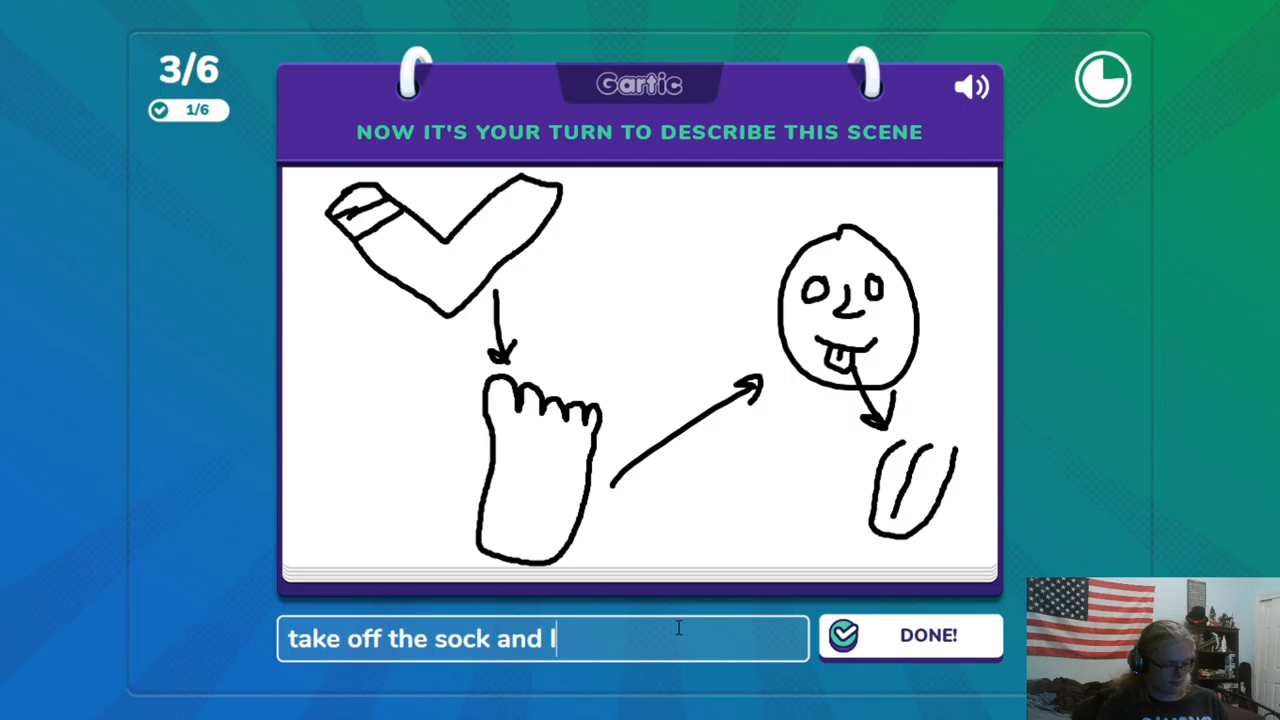 3/6
1/6
Gartic
NOW IT'S YOUR TURN TO DESCRIBE THIS SCENE
take off the sock and l
DONE!